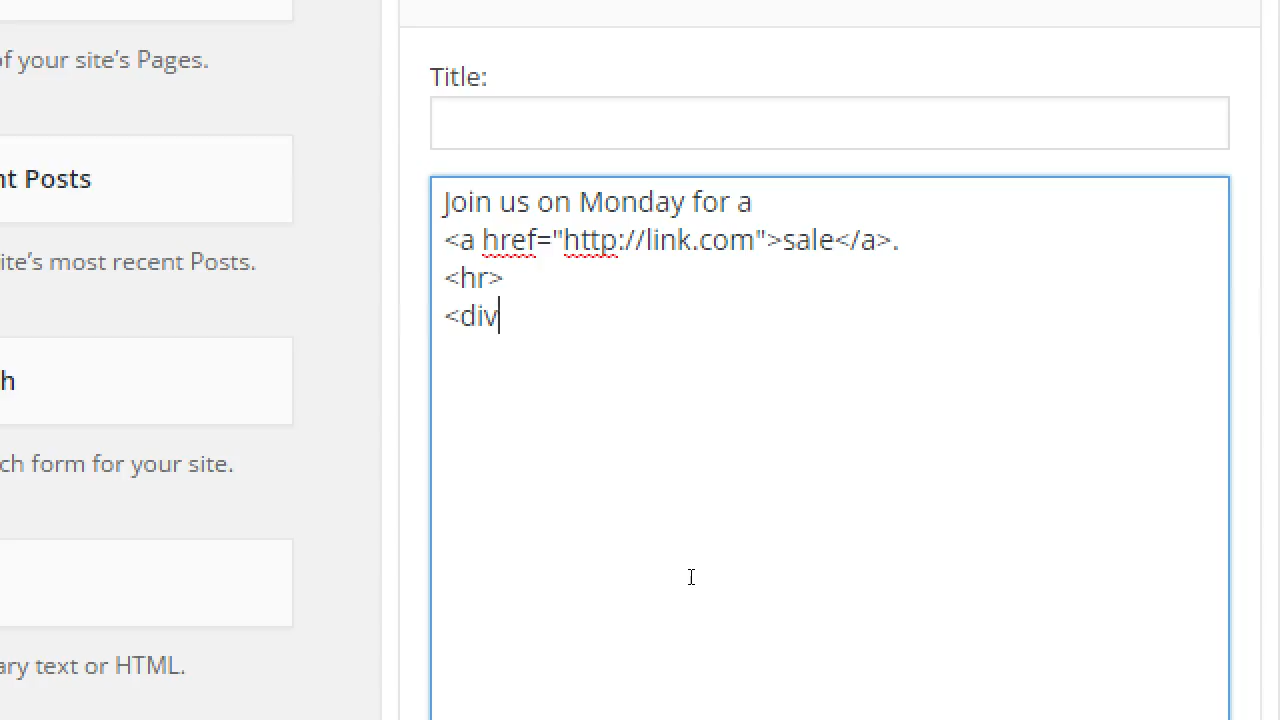 of your site's Pages.
nt Posts
ite's most recent Posts.
h
ch form for your site.
ary text or HTML.
Title:
Join us on Monday for a
<a href="http://link.com">sale</a>.
<hr>
<div